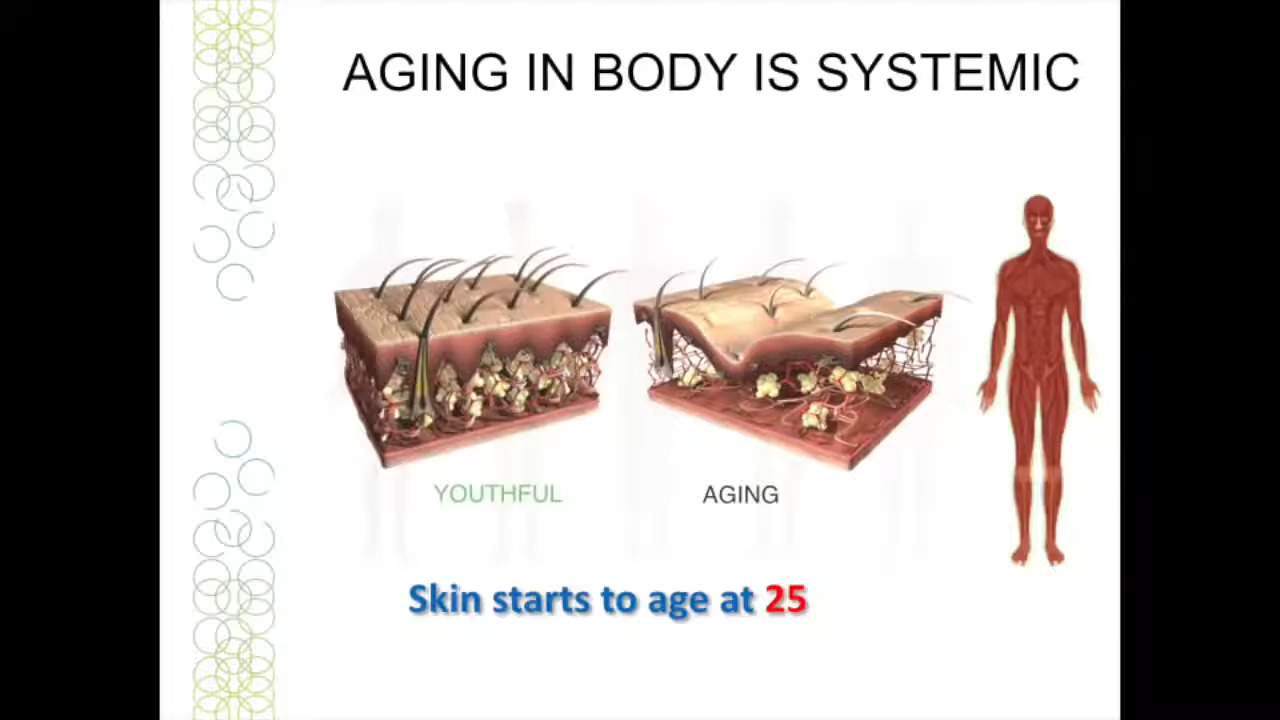 AGING IN BODY IS SYSTEMIC
YOUTHFUL
AGING
Skin starts to age at 25